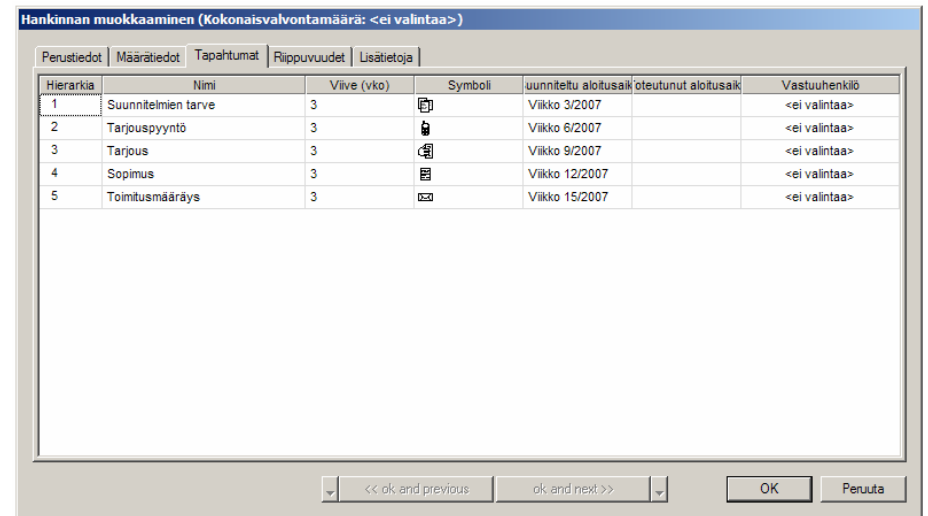 Hankinnan muokkaaminen (Kokonaisvalvontamäärä: <ei valintaa>)
Perustiedot Määrätiedot Tapahtumat Riippuvuudet Lisätietoja
Hierarkia Nimi Viive (vko) Symboli uunniteltu aloitusaik oteutunut aloitusaik Vastuuhenkilö
1 Suunnitelmien tarve 3 Viikko 3/2007 <ei valintaa>
2 Tarjouspyyntö 3 Viikko 6/2007 <ei valintaa>
3 Tarjous 3 Viikko 9/2007 <ei valintaa>
4 Sopimus 3 Viikko 12/2007 <ei valintaa>
5 Toimitusmääräys 3 Viikko 15/2007 <ei valintaa>
<< ok and previous ok and next >> OK Peruuta